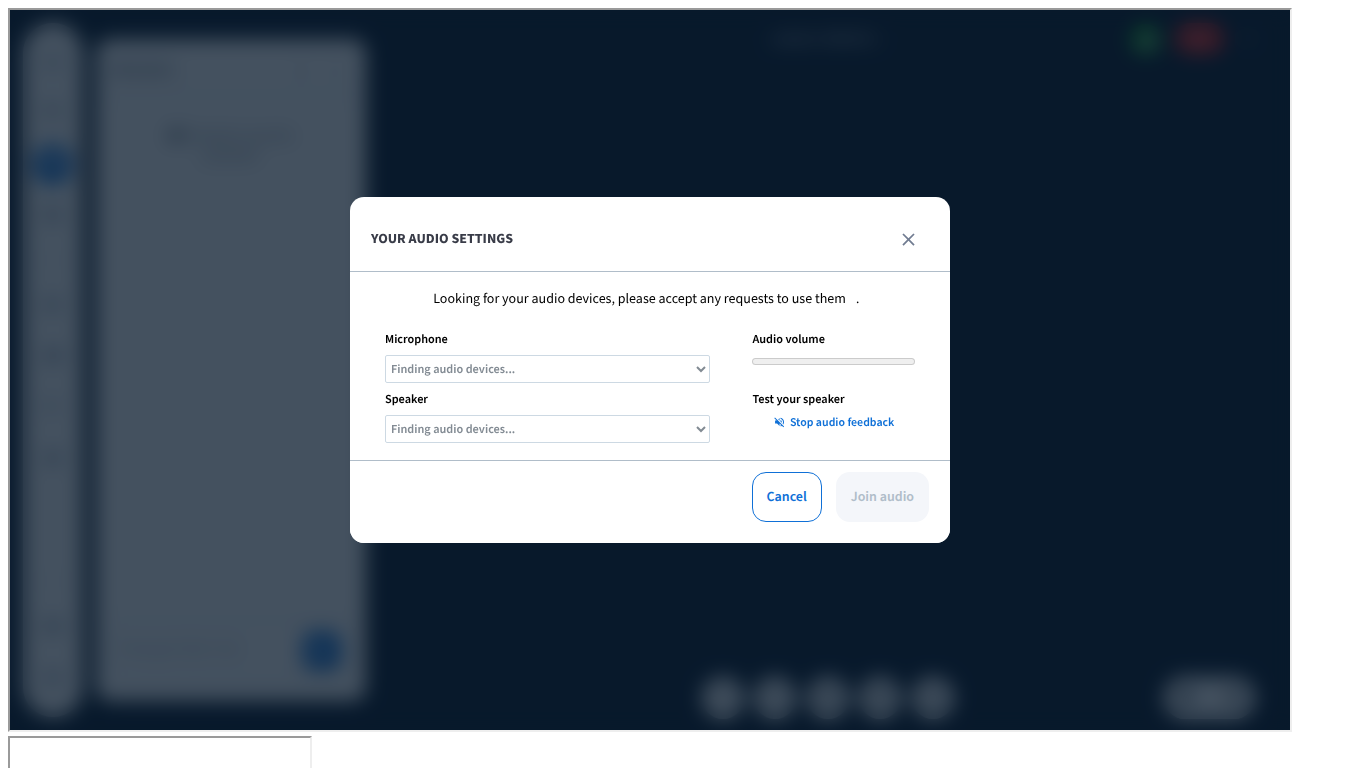 YOUR AUDIO SETTINGS
Looking for your audio devices, please accept any requests to use them .
Microphone
Audio volume
Finding audio devices...
Speaker
Test your speaker
Finding audio devices...
Stop audio feedback
Cancel
Join audio